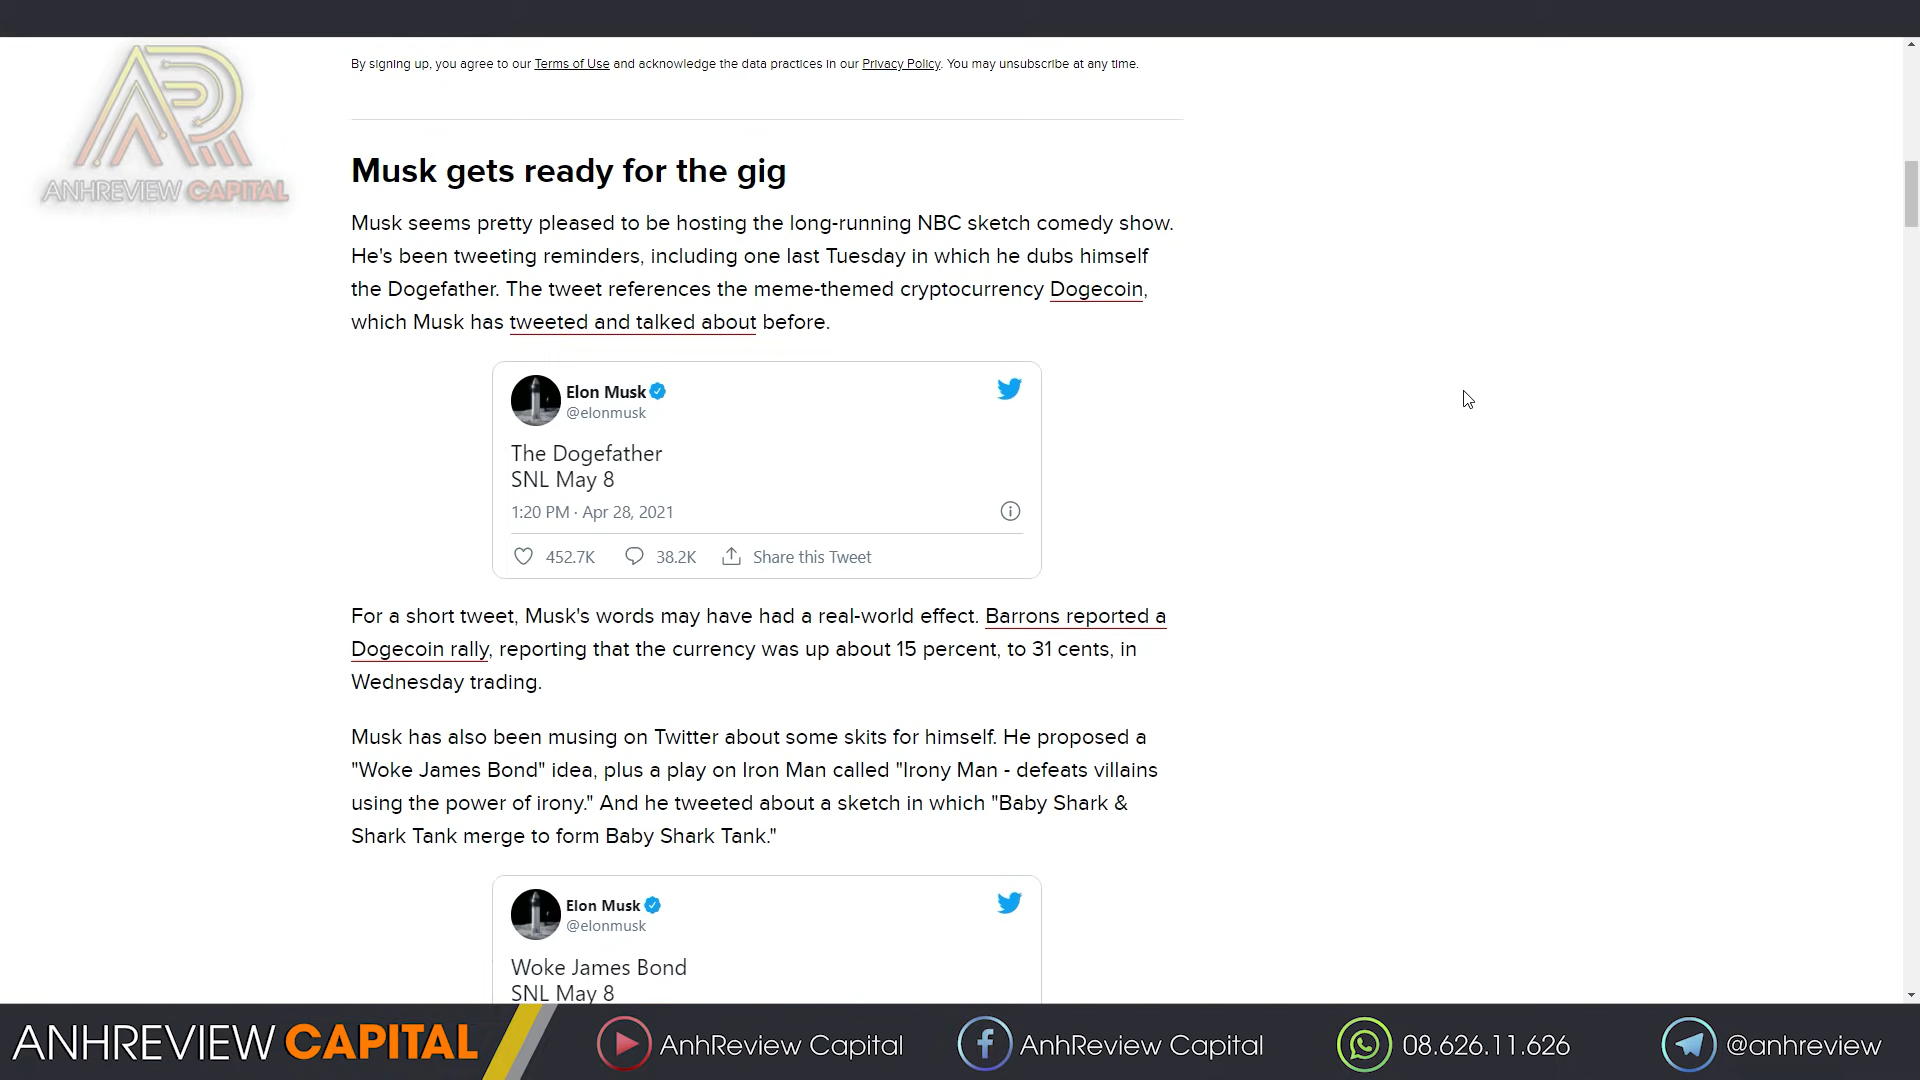 By signing up, you agree to our Terms of Use and acknowledge the data practices in our Privacy Policy. You may unsubscribe at any time.
ANHREVIEW CAPITAL
Musk gets ready for the gig
Musk seems pretty pleased to be hosting the long-running NBC sketch comedy show.
He's been tweeting reminders, including one last Tuesday in which he dubs himself
the Dogefather. The tweet references the meme-themed cryptocurrency Dogecoin,
which Musk has tweeted and talked about before.
Elon Musk
@elonmusk
The Dogefather
SNL May 8
1:20 PM · Apr 28, 2021
452.7K 38.2K Share this Tweet
For a short tweet, Musk's words may have had a real-world effect. Barrons reported a
Dogecoin rally, reporting that the currency was up about 15 percent, to 31 cents, in
Wednesday trading.
Musk has also been musing on Twitter about some skits for himself. He proposed a
"Woke James Bond" idea, plus a play on Iron Man called "Irony Man - defeats villains
using the power of irony." And he tweeted about a sketch in which "Baby Shark &
Shark Tank merge to form Baby Shark Tank."
Elon Musk
@elonmusk
Woke James Bond
SNL May 8
ANHREVIEW CAPITAL AnhReview Capital AnhReview Capital 08.626.11.626 @anhreview